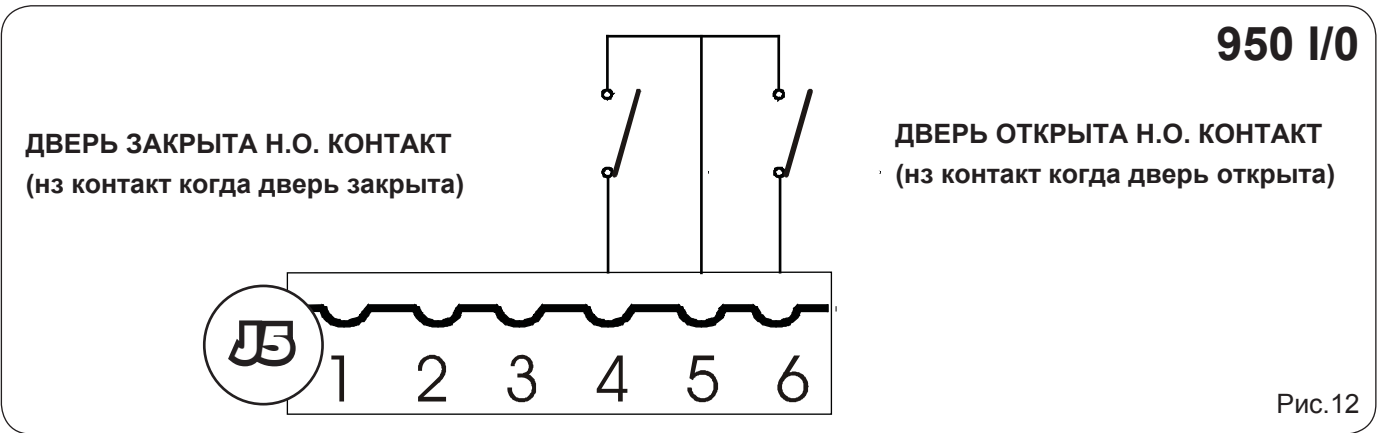 950 I/0
ДВЕРЬ ЗАКРЫТА Н.О. КОНТАКТ
(нз контакт когда дверь закрыта)
ДВЕРЬ ОТКРЫТА Н.О. КОНТАКТ
(нз контакт когда дверь открыта)
J5
1 2 3 4 5 6
Рис.12